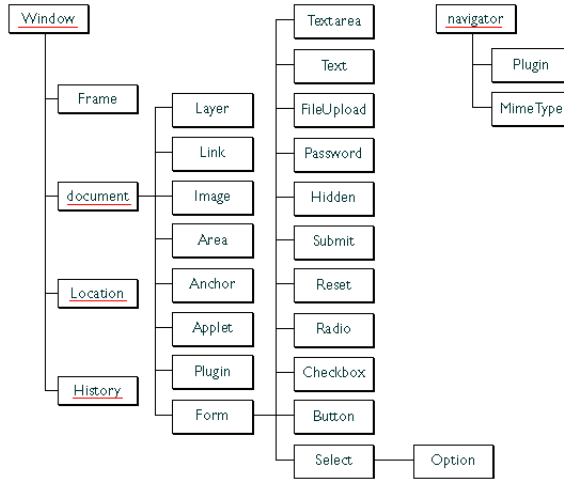 Window
Frame
document
Location
History
Layer
Link
Image
Area
Anchor
Applet
Plugin
Form
Textarea
Text
FileUpload
Password
Hidden
Submit
Reset
Radio
Checkbox
Button
Select
Option
navigator
Plugin
MimeType